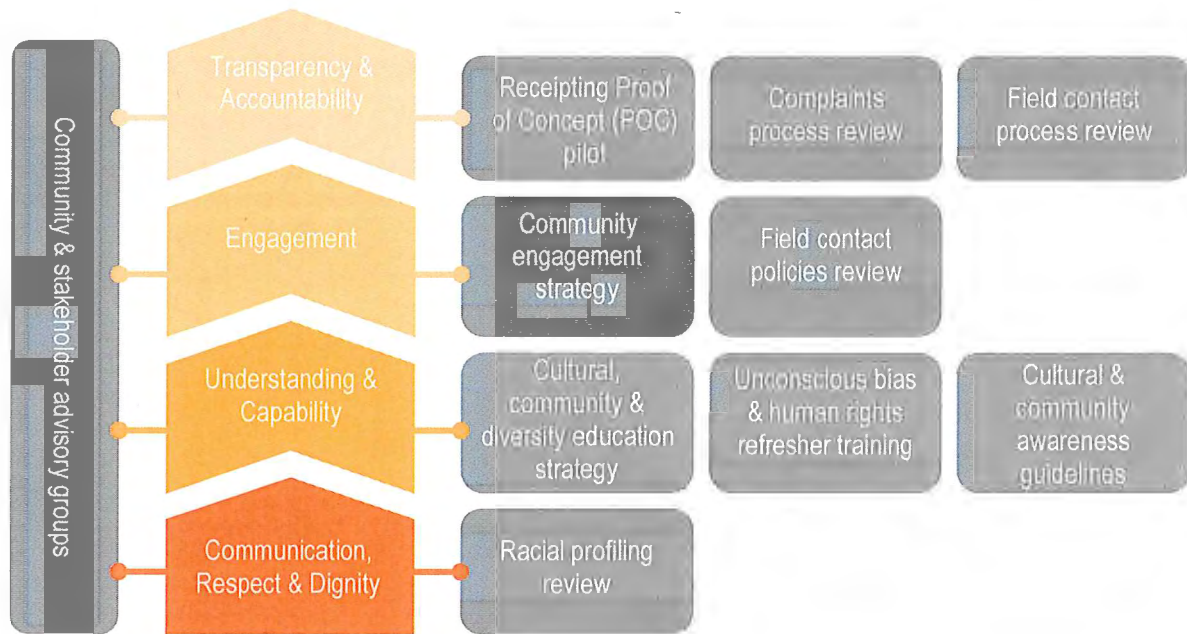 Community & stakeholder advisory groups
Transparency &
Accountability
Receipting Proof
of Concept (POC)
pilot
Complaints
process review
Field contact
process review
Engagement
Community
engagement
strategy
Field contact
policies review
Understanding &
Capability
Cultural,
community &
diversity education
strategy
Unconscious bias
& human rights
refresher training
Cultural &
community
awareness
guidelines
Communication,
Respect & Dignity
Racial profiling
review